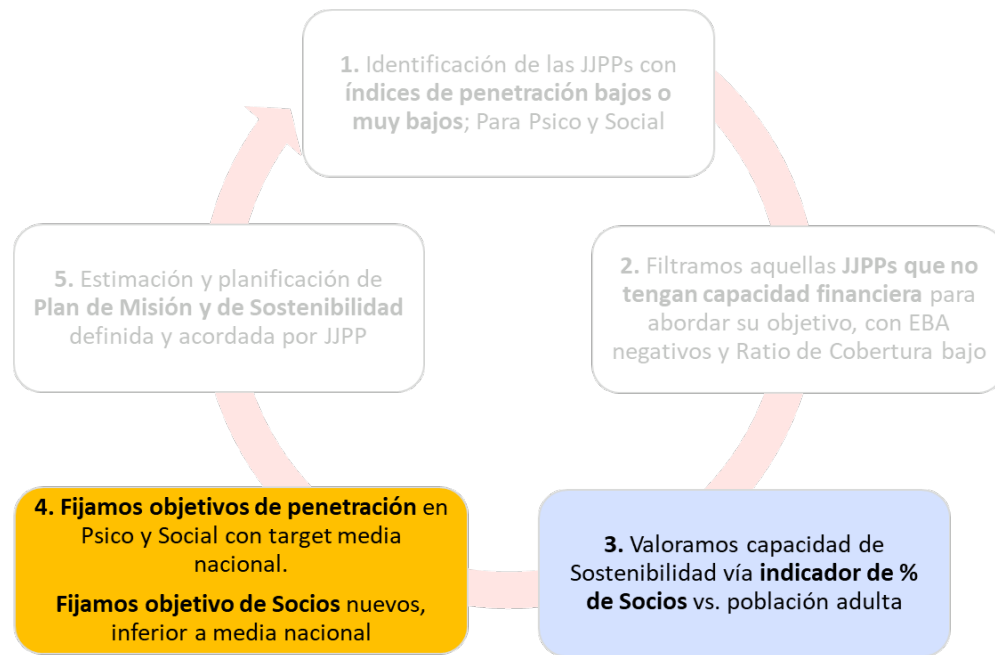 1. Identificación de las JJPPs con
índices de penetración bajos o
muy bajos; Para Psico y Social
2. Filtramos aquellas JJPPs que no
tengan capacidad financiera para
abordar su objetivo, con EBA
negativos y Ratio de Cobertura bajo
3. Valoramos capacidad de
Sostenibilidad vía indicador de %
de Socios vs. población adulta
4. Fijamos objetivos de penetración en
Psico y Social con target media
nacional.
Fijamos objetivo de Socios nuevos,
inferior a media nacional
5. Estimación y planificación de
Plan de Misión y de Sostenibilidad
definida y acordada por JJPP